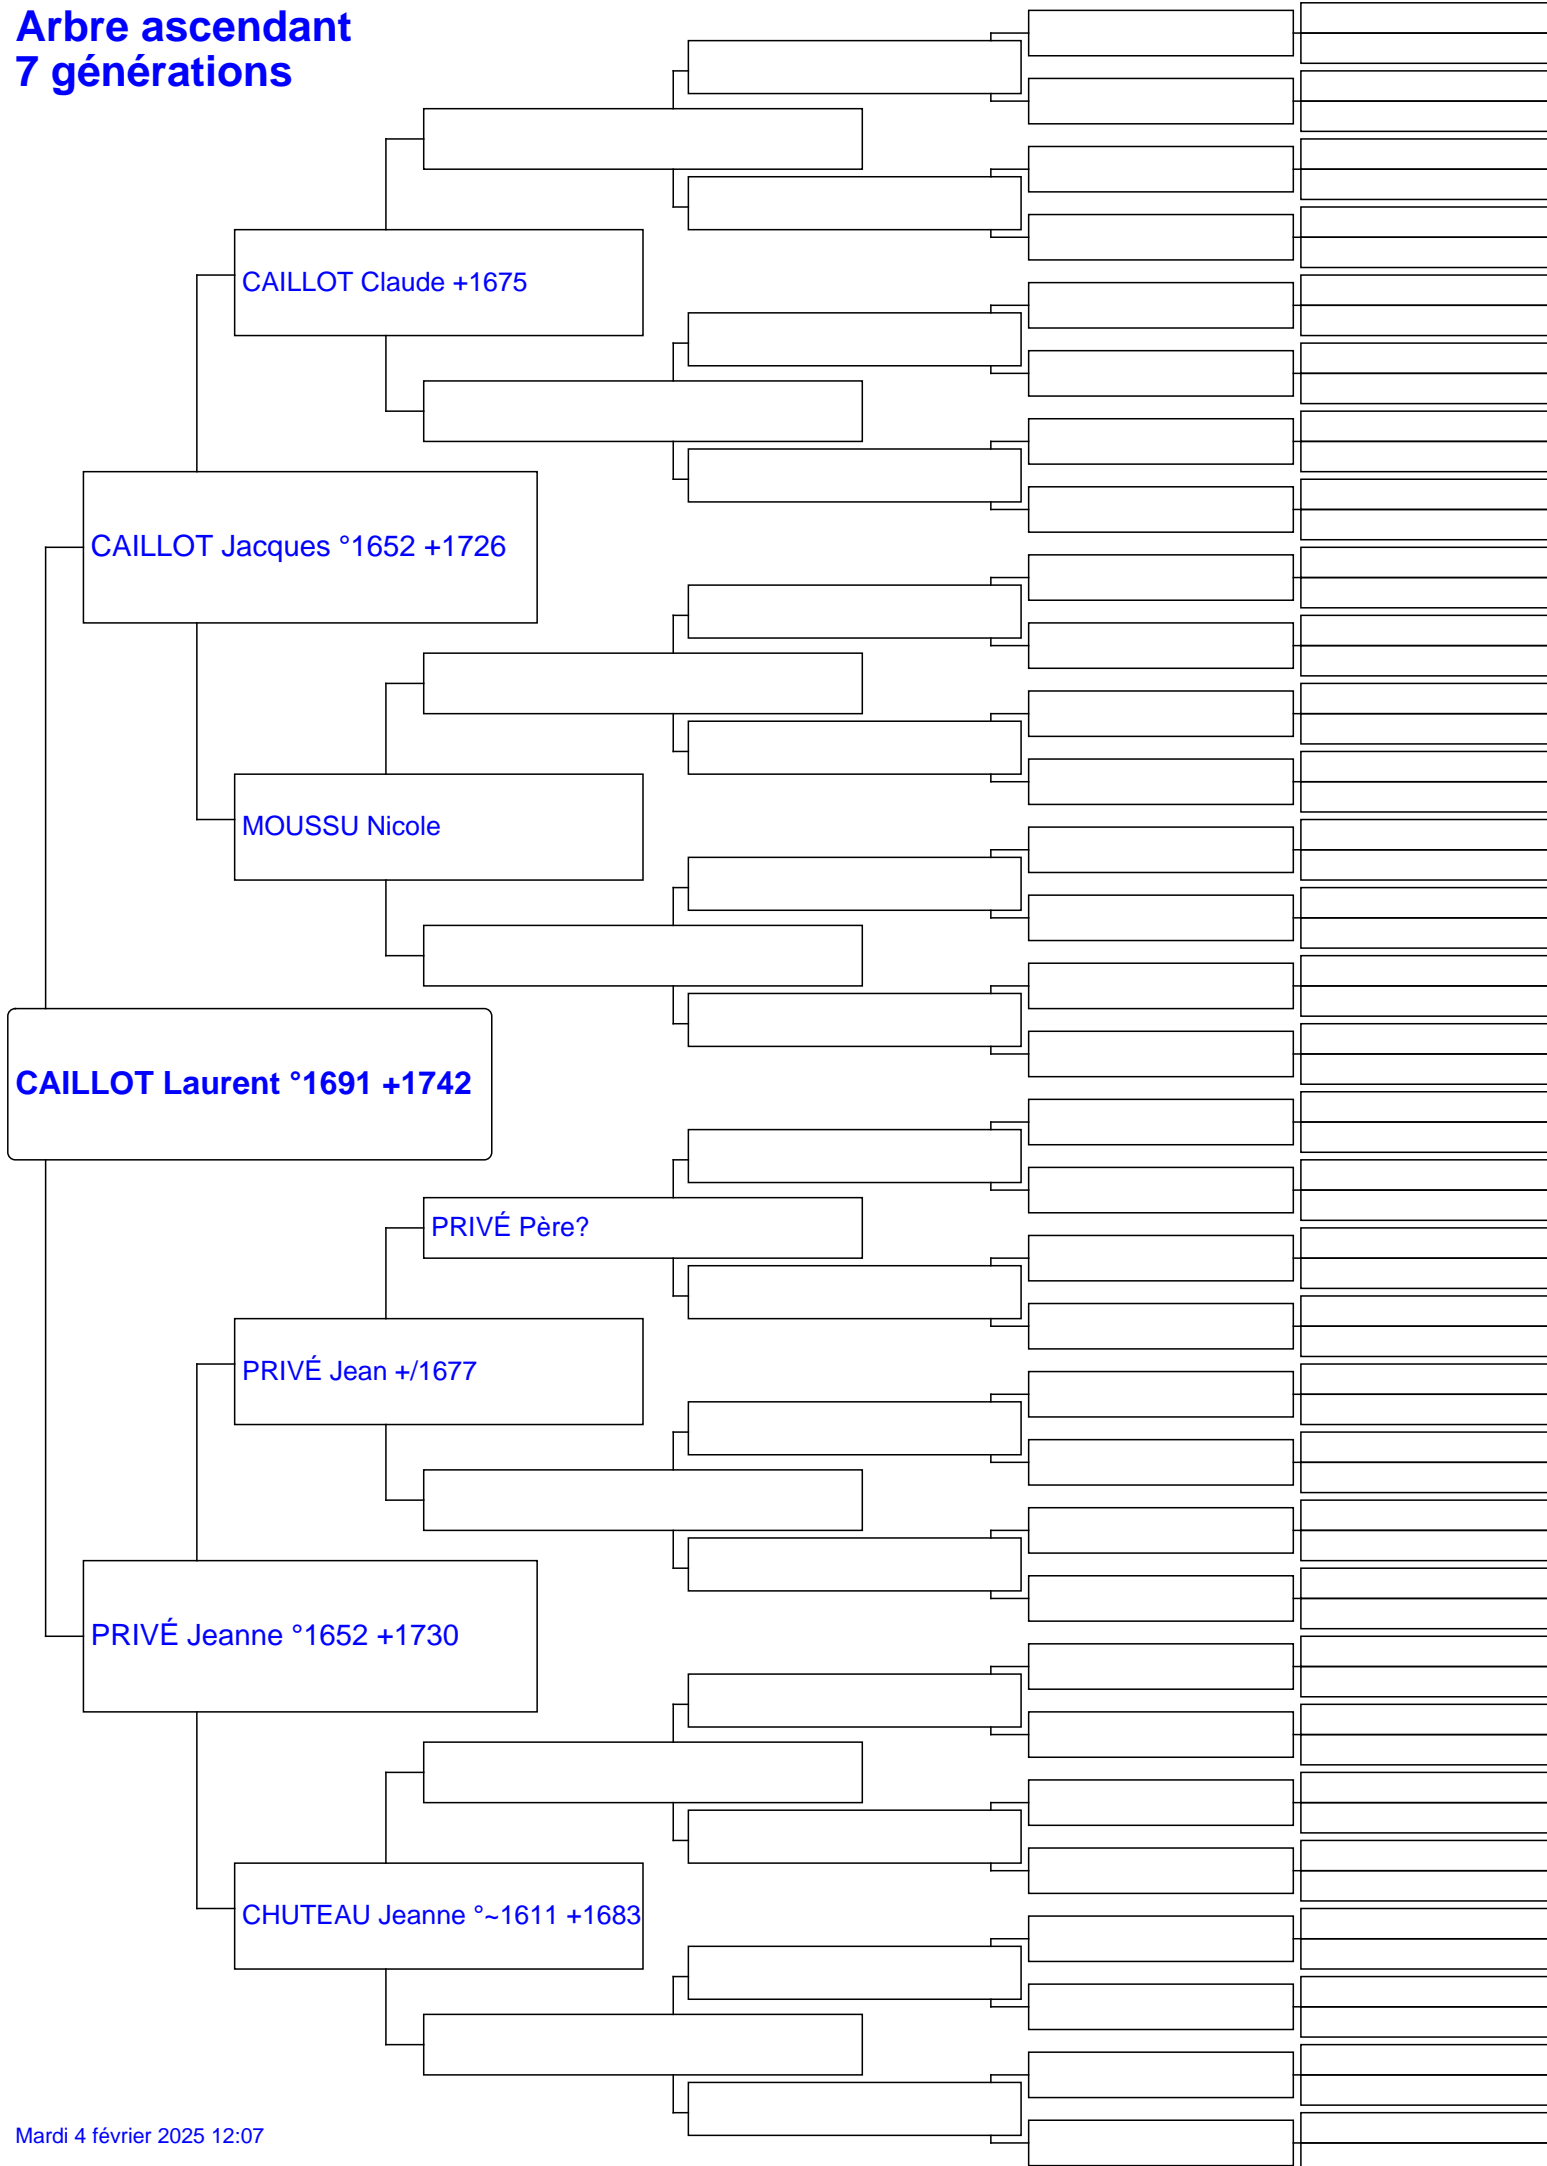 Arbre ascendant
7 générations
CAILLOT Claude +1675
CAILLOT Jacques °1652 +1726
MOUSSU Nicole
CAILLOT Laurent °1691 +1742
PRIVÉ Père?
PRIVÉ Jean +/1677
PRIVÉ Jeanne °1652 +1730
CHUTEAU Jeanne °~1611 +1683
Mardi 4 février 2025 12:07